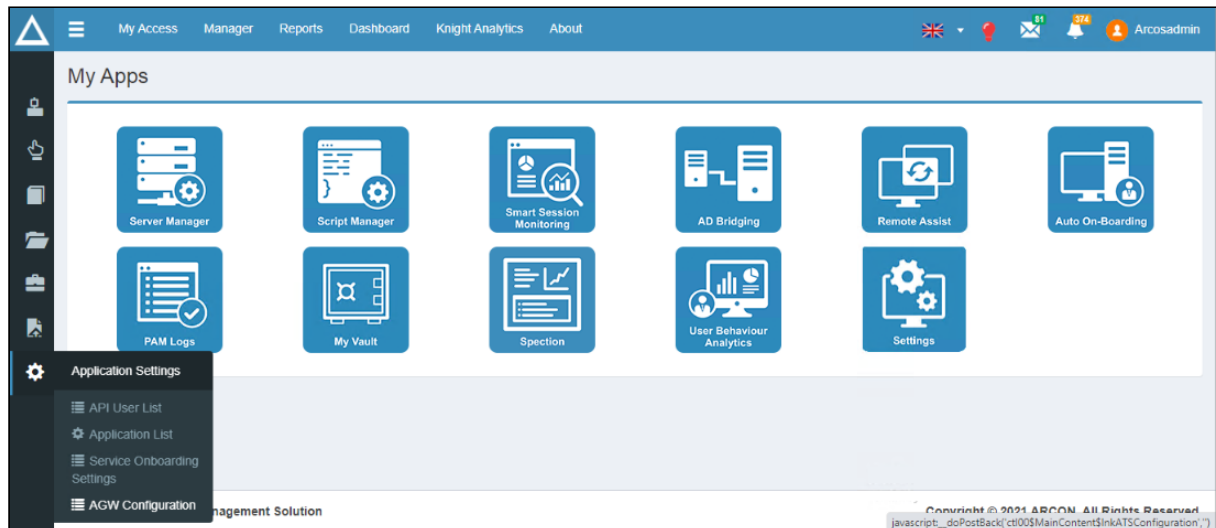 My Access Manager Reports Dashboard Knight Analytics About 81 374 Arcosadmin
My Apps
Server Manager
Script Manager
Smart Session
Monitoring
AD Bridging
Remote Assist
Auto On-Boarding
PAM Logs
My Vault
Spection
User Behaviour
Analytics
Settings
Application Settings
API User List
Application List
Service Onboarding
Settings
AGW Configuration
nagement Solution
Copyright © 2021 ARCON. All Rights Reserved
javascript:__doPostBack('ctl00$MainContent$lnkATSConfiguration','')